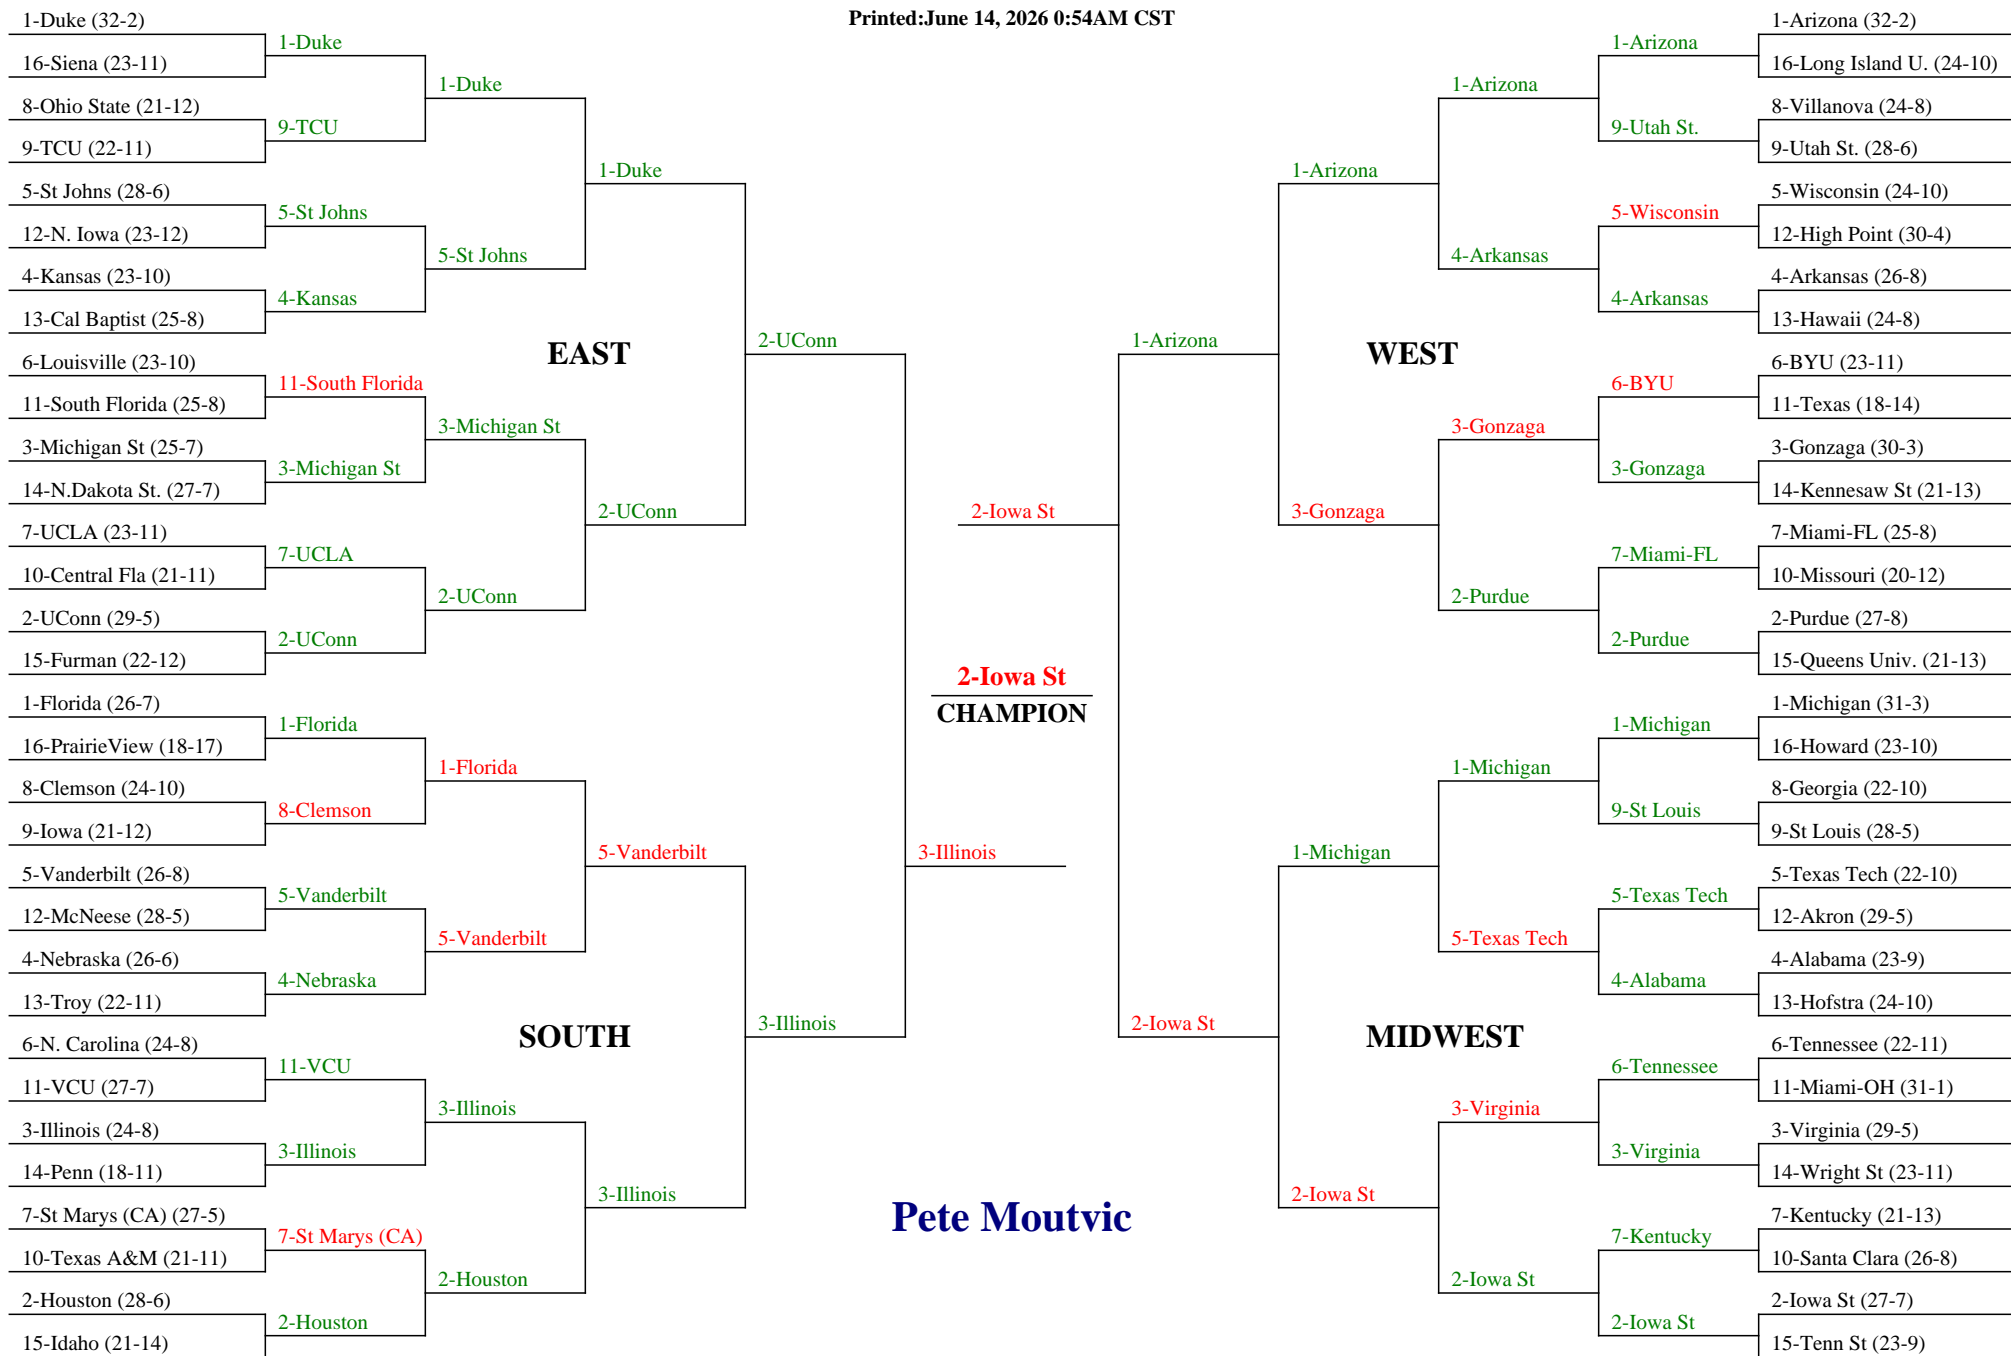 Printed:June 14, 2026 0:54AM CST
1-Duke (32-2)
16-Siena (23-11)
8-Ohio State (21-12)
9-TCU (22-11)
5-St Johns (28-6)
12-N. Iowa (23-12)
4-Kansas (23-10)
13-Cal Baptist (25-8)
6-Louisville (23-10)
11-South Florida (25-8)
3-Michigan St (25-7)
14-N.Dakota St. (27-7)
7-UCLA (23-11)
10-Central Fla (21-11)
2-UConn (29-5)
15-Furman (22-12)
1-Florida (26-7)
16-PrairieView (18-17)
8-Clemson (24-10)
9-Iowa (21-12)
5-Vanderbilt (26-8)
12-McNeese (28-5)
4-Nebraska (26-6)
13-Troy (22-11)
6-N. Carolina (24-8)
11-VCU (27-7)
3-Illinois (24-8)
14-Penn (18-11)
7-St Marys (CA) (27-5)
10-Texas A&M (21-11)
2-Houston (28-6)
15-Idaho (21-14)
1-Duke
9-TCU
5-St Johns
4-Kansas
11-South Florida
3-Michigan St
7-UCLA
2-UConn
1-Florida
8-Clemson
5-Vanderbilt
4-Nebraska
11-VCU
3-Illinois
7-St Marys (CA)
2-Houston
1-Duke
5-St Johns
3-Michigan St
2-UConn
1-Florida
5-Vanderbilt
3-Illinois
2-Houston
1-Duke
2-UConn
5-Vanderbilt
3-Illinois
EAST
SOUTH
2-UConn
3-Illinois
3-Illinois
2-Iowa St
2-Iowa St
CHAMPION
Pete Moutvic
1-Arizona
2-Iowa St
WEST
MIDWEST
1-Arizona
3-Gonzaga
1-Michigan
2-Iowa St
1-Arizona
4-Arkansas
3-Gonzaga
2-Purdue
1-Michigan
5-Texas Tech
3-Virginia
2-Iowa St
1-Arizona
9-Utah St.
5-Wisconsin
4-Arkansas
6-BYU
3-Gonzaga
7-Miami-FL
2-Purdue
1-Michigan
9-St Louis
5-Texas Tech
4-Alabama
6-Tennessee
3-Virginia
7-Kentucky
2-Iowa St
1-Arizona (32-2)
16-Long Island U. (24-10)
8-Villanova (24-8)
9-Utah St. (28-6)
5-Wisconsin (24-10)
12-High Point (30-4)
4-Arkansas (26-8)
13-Hawaii (24-8)
6-BYU (23-11)
11-Texas (18-14)
3-Gonzaga (30-3)
14-Kennesaw St (21-13)
7-Miami-FL (25-8)
10-Missouri (20-12)
2-Purdue (27-8)
15-Queens Univ. (21-13)
1-Michigan (31-3)
16-Howard (23-10)
8-Georgia (22-10)
9-St Louis (28-5)
5-Texas Tech (22-10)
12-Akron (29-5)
4-Alabama (23-9)
13-Hofstra (24-10)
6-Tennessee (22-11)
11-Miami-OH (31-1)
3-Virginia (29-5)
14-Wright St (23-11)
7-Kentucky (21-13)
10-Santa Clara (26-8)
2-Iowa St (27-7)
15-Tenn St (23-9)